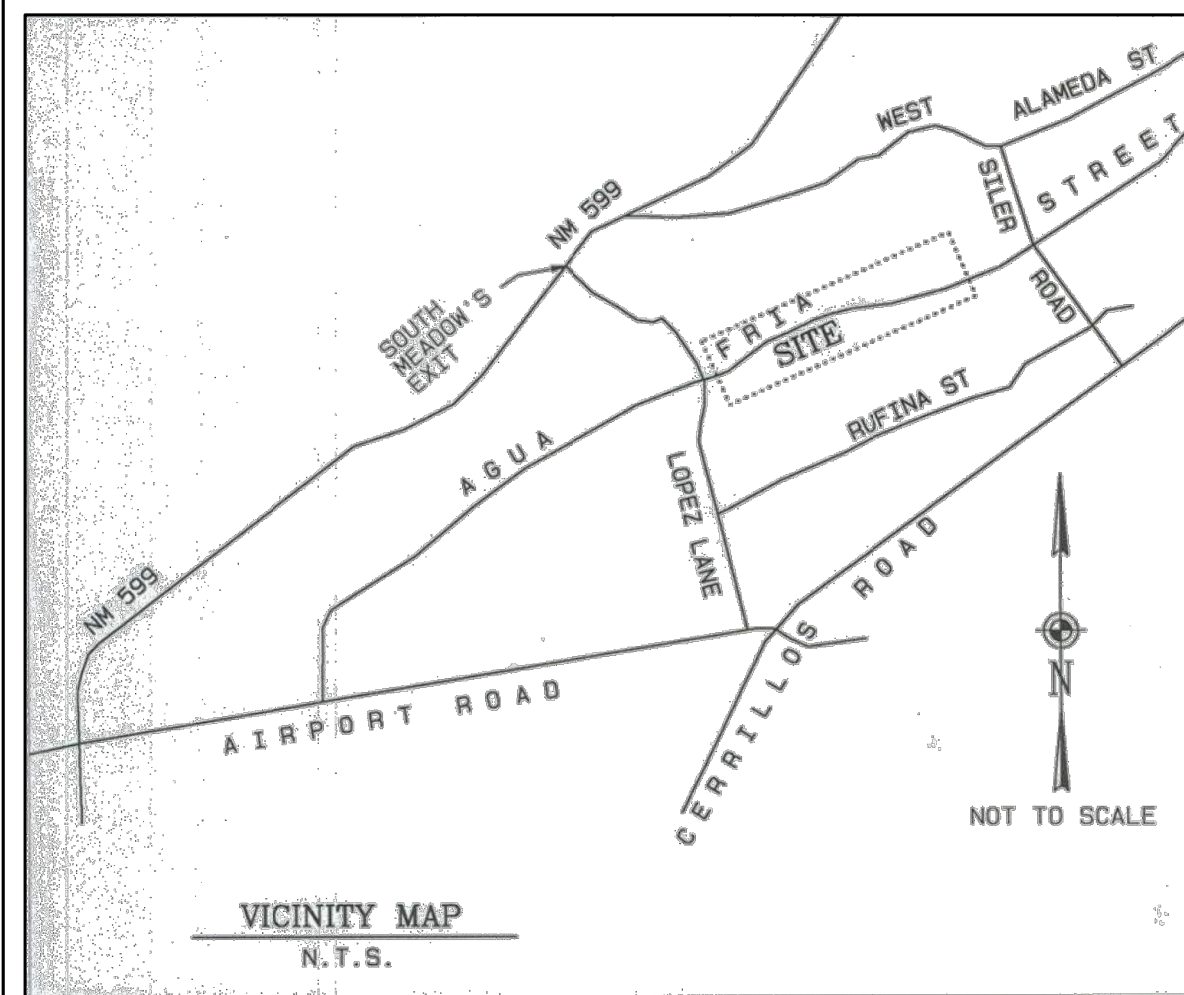 WEST
ALAMEDA ST
NM 599
SILER
STREET
SOUTH
MEADOW'S
EXIT
FRIA
SITE
ROAD
RUFINA ST
AGUA
LOPEZ LANE
ROAD
NM 599
AIRPORT ROAD
CERRILLOS
N
NOT TO SCALE
VICINITY MAP
N.T.S.